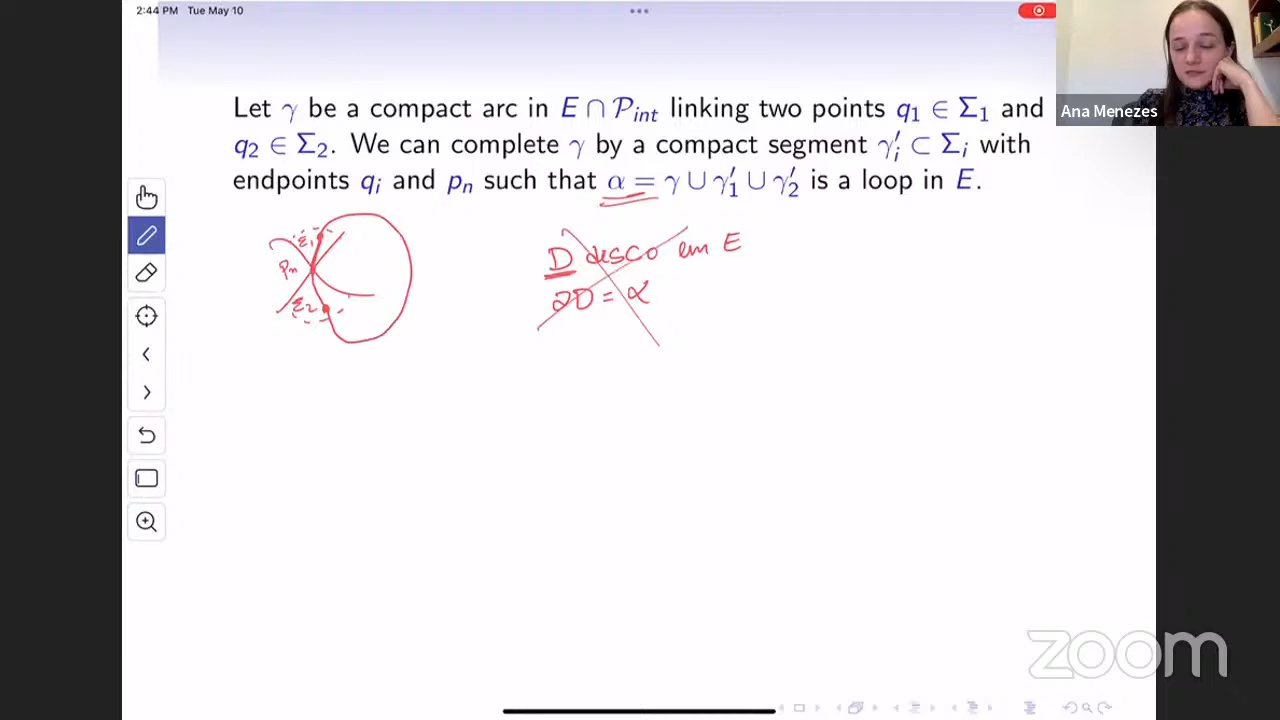 2:44 PM Tue May 10
Ana Menezes
Let γ be a compact arc in E ∩ 𝒫int linking two points q1 ∈ Σ1 and
q2 ∈ Σ2. We can complete γ by a compact segment γ′i ⊂ Σi with
endpoints qi and pn such that α = γ ∪ γ′1 ∪ γ′2 is a loop in E.
Σ1
pn
Σ2
D disco em E
∂D = α
zoom